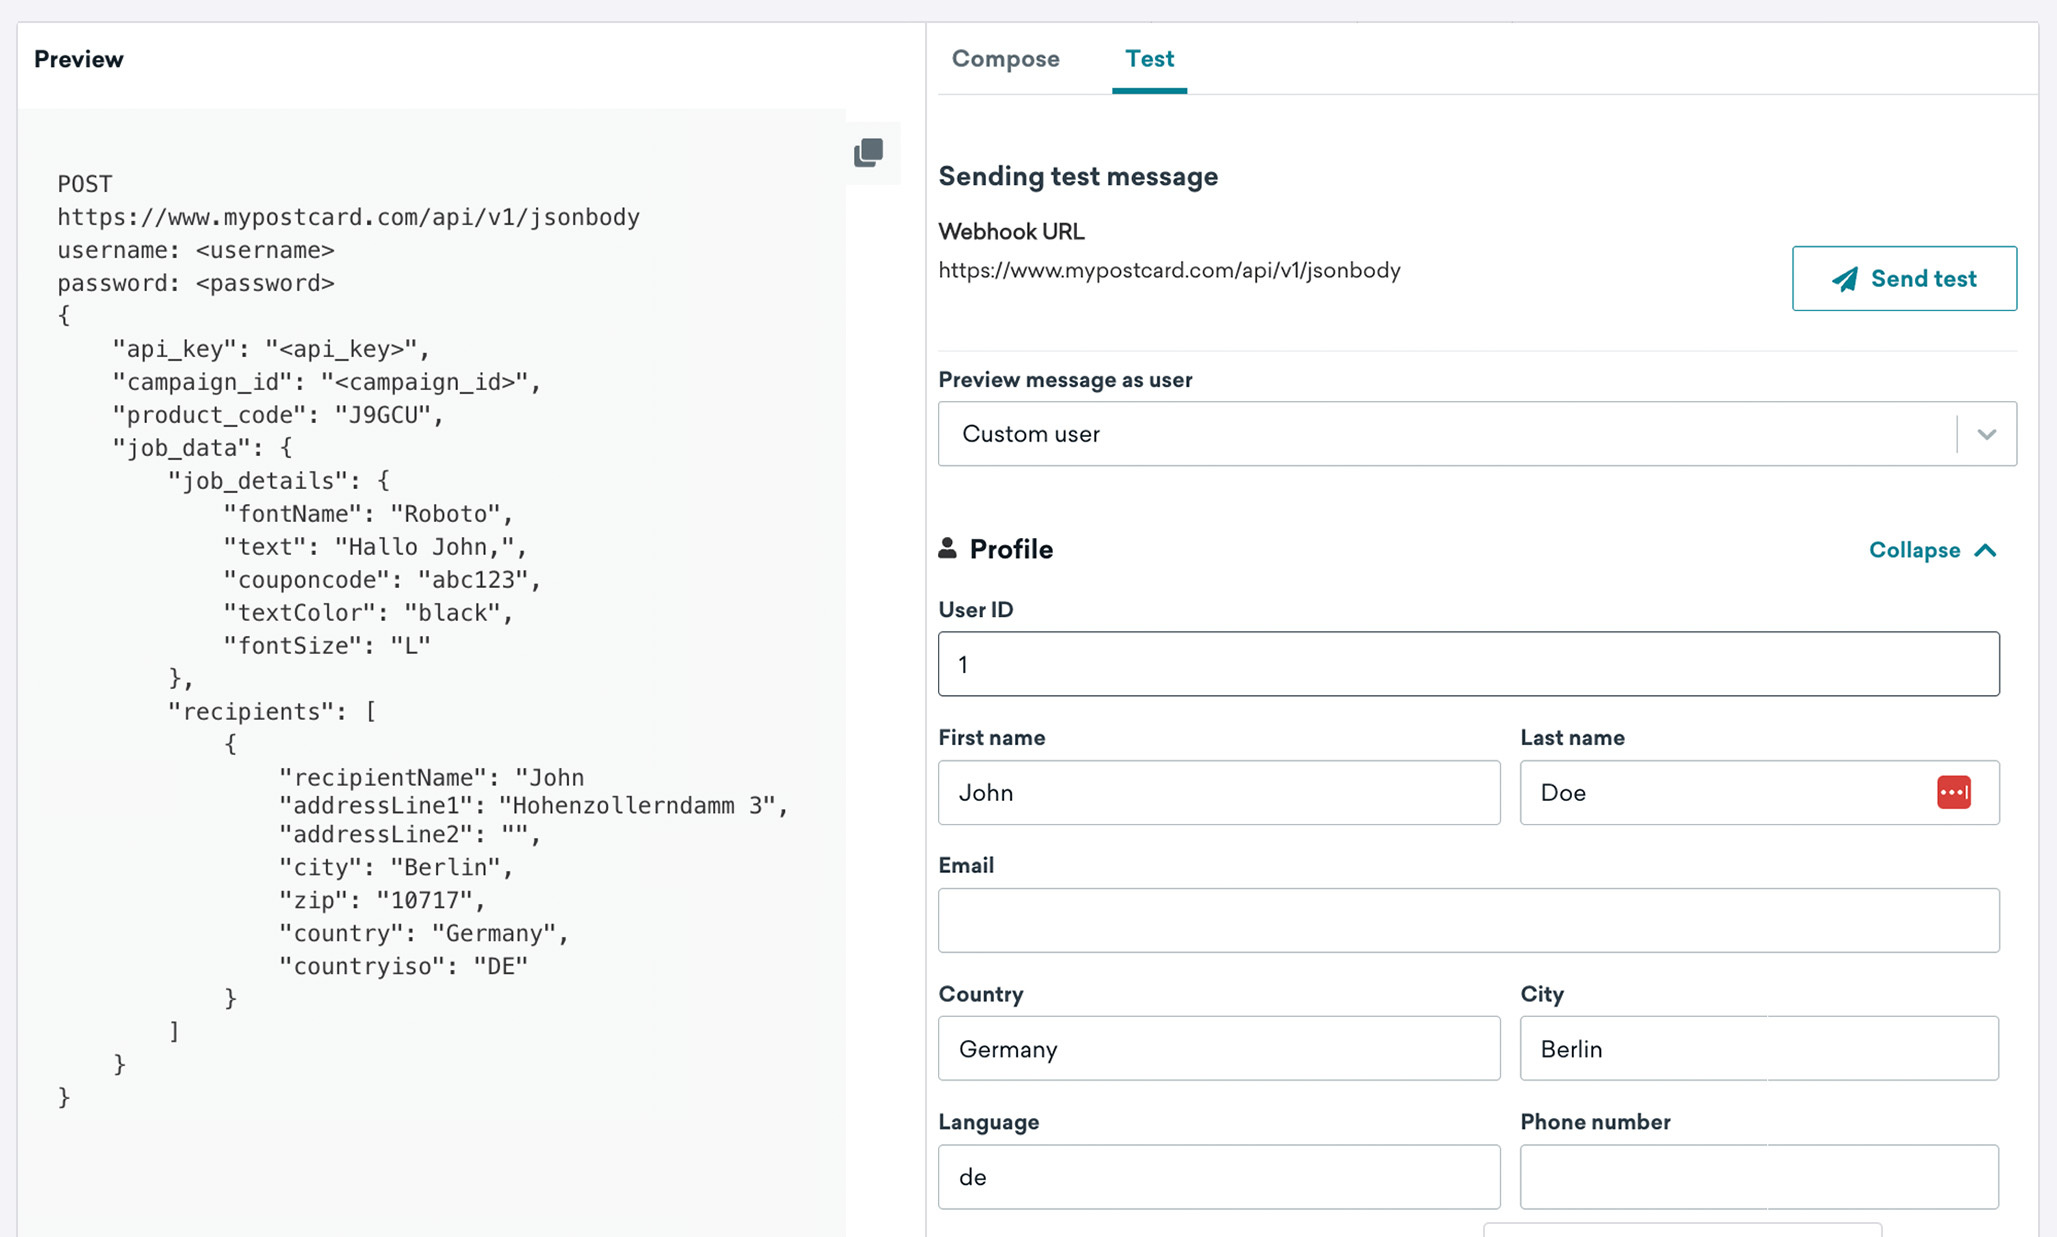 Preview
POST
https://www.mypostcard.com/api/v1/jsonbody
username: <username>
password: <password>
{
"api_key": "<api_key>",
"campaign_id": "<campaign_id>",
"product_code": "J9GCU",
"job_data": {
"job_details": {
"fontName": "Roboto",
"text": "Hallo John,",
"couponcode": "abc123",
"textColor": "black",
"fontSize": "L"
},
"recipients": [
{
"recipientName": "John
"addressLine1": "Hohenzollerndamm 3",
"addressLine2": "",
"city": "Berlin",
"zip": "10717",
"country": "Germany",
"countryiso": "DE"
}
]
}
}
Compose Test
Sending test message
Webhook URL
https://www.mypostcard.com/api/v1/jsonbody
Send test
Preview message as user
Custom user
Profile
Collapse
User ID
1
First name Last name
John Doe
Email
Country City
Germany Berlin
Language Phone number
de